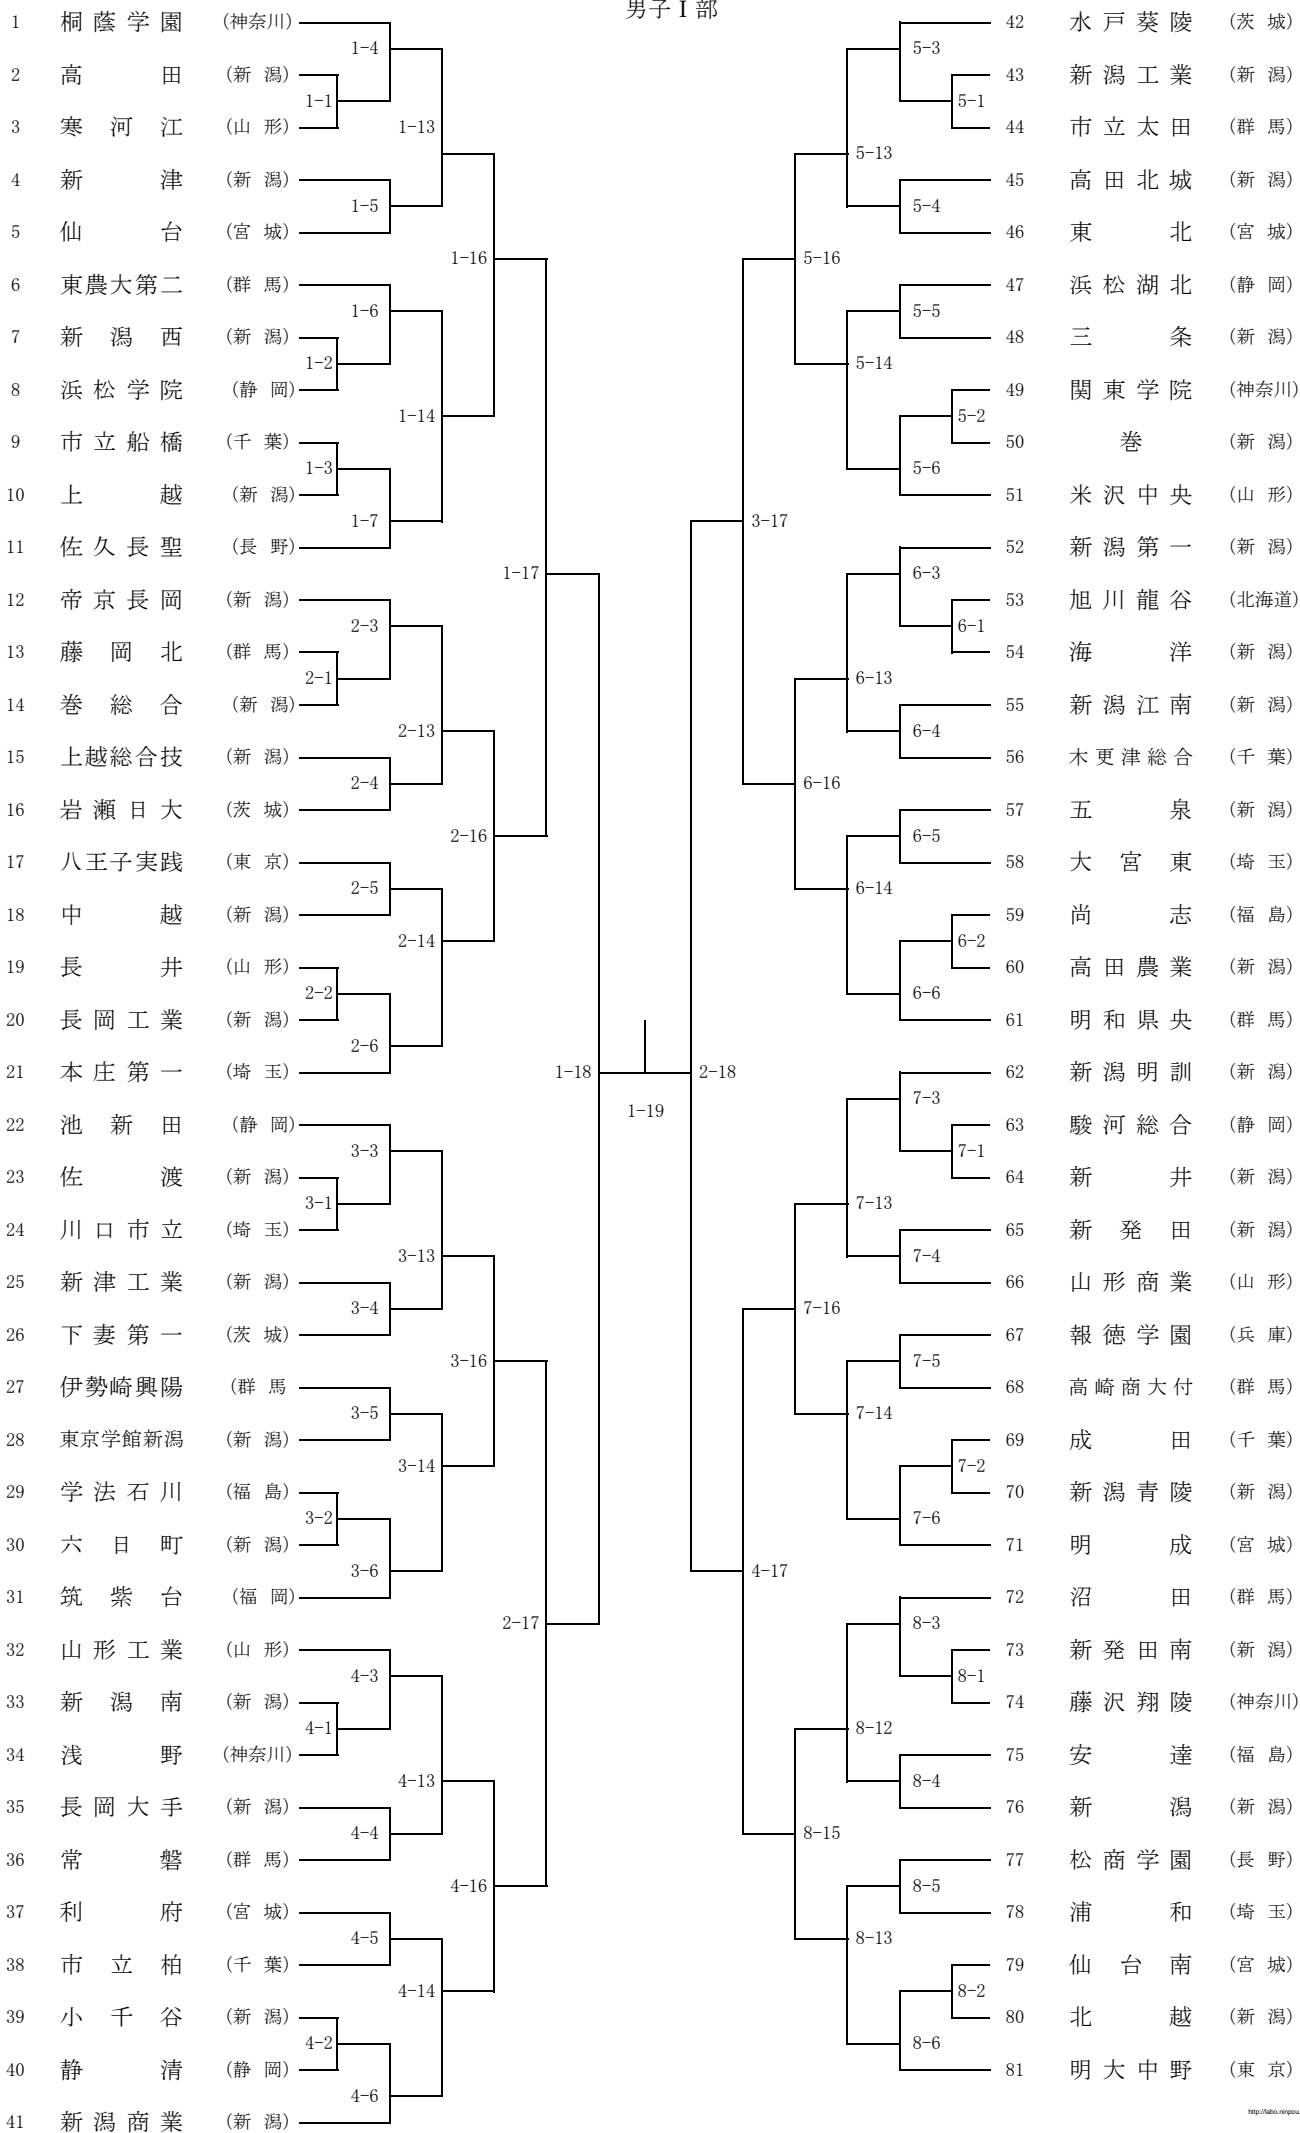 男子Ⅰ部
1 桐蔭学園 (神奈川)
1-4
2 高田 (新潟)
1-1
3 寒河江 (山形)
1-13
4 新津 (新潟)
1-5
5 仙台 (宮城)
1-16
6 東農大第二 (群馬)
1-6
7 新潟西 (新潟)
1-2
8 浜松学院 (静岡)
1-14
9 市立船橋 (千葉)
1-3
10 上越 (新潟)
1-7
11 佐久長聖 (長野)
1-17
12 帝京長岡 (新潟)
2-3
13 藤岡北 (群馬)
2-1
14 巻総合 (新潟)
2-13
15 上越総合技 (新潟)
2-4
16 岩瀬日大 (茨城)
2-16
17 八王子実践 (東京)
2-5
18 中越 (新潟)
2-14
19 長井 (山形)
2-2
20 長岡工業 (新潟)
2-6
21 本庄第一 (埼玉)
1-18
22 池新田 (静岡)
3-3
23 佐渡 (新潟)
3-1
24 川口市立 (埼玉)
3-13
25 新津工業 (新潟)
3-4
26 下妻第一 (茨城)
3-16
27 伊勢崎興陽 (群馬
3-5
28 東京学館新潟 (新潟)
3-14
29 学法石川 (福島)
3-2
30 六日町 (新潟)
3-6
31 筑紫台 (福岡)
2-17
32 山形工業 (山形)
4-3
33 新潟南 (新潟)
4-1
34 浅野 (神奈川)
4-13
35 長岡大手 (新潟)
4-4
36 常磐 (群馬)
4-16
37 利府 (宮城)
4-5
38 市立柏 (千葉)
4-14
39 小千谷 (新潟)
4-2
40 静清 (静岡)
4-6
41 新潟商業 (新潟)
1-19
42 水戸葵陵 (茨城)
5-3
43 新潟工業 (新潟)
5-1
44 市立太田 (群馬)
5-13
45 高田北城 (新潟)
5-4
46 東北 (宮城)
5-16
47 浜松湖北 (静岡)
5-5
48 三条 (新潟)
5-14
49 関東学院 (神奈川)
5-2
50 巻 (新潟)
5-6
51 米沢中央 (山形)
3-17
52 新潟第一 (新潟)
6-3
53 旭川龍谷 (北海道)
6-1
54 海洋 (新潟)
6-13
55 新潟江南 (新潟)
6-4
56 木更津総合 (千葉)
6-16
57 五泉 (新潟)
6-5
58 大宮東 (埼玉)
6-14
59 尚志 (福島)
6-2
60 高田農業 (新潟)
6-6
61 明和県央 (群馬)
2-18
62 新潟明訓 (新潟)
7-3
63 駿河総合 (静岡)
7-1
64 新井 (新潟)
7-13
65 新発田 (新潟)
7-4
66 山形商業 (山形)
7-16
67 報徳学園 (兵庫)
7-5
68 高崎商大付 (群馬)
7-14
69 成田 (千葉)
7-2
70 新潟青陵 (新潟)
7-6
71 明成 (宮城)
4-17
72 沼田 (群馬)
8-3
73 新発田南 (新潟)
8-1
74 藤沢翔陵 (神奈川)
8-12
75 安達 (福島)
8-4
76 新潟 (新潟)
8-15
77 松商学園 (長野)
8-5
78 浦和 (埼玉)
8-13
79 仙台南 (宮城)
8-2
80 北越 (新潟)
8-6
81 明大中野 (東京)
http://labo.ninpou.